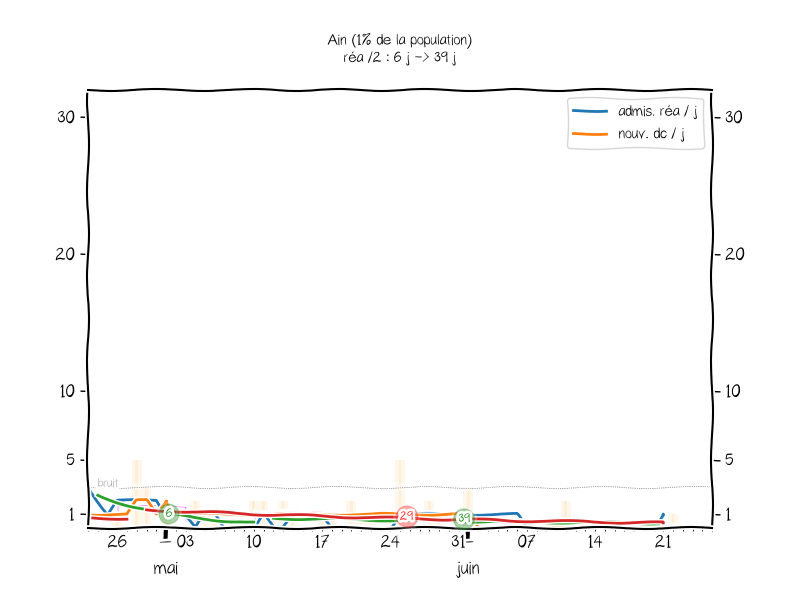 Ain (1% de la population)
réa /2 : 6 j -> 39 j
admis. réa / j
nouv. dc / j
30 30
20 20
10 10
5 5
bruit
1 6 29 39 1
26 03 10 17 24 31 07 14 21
mai juin